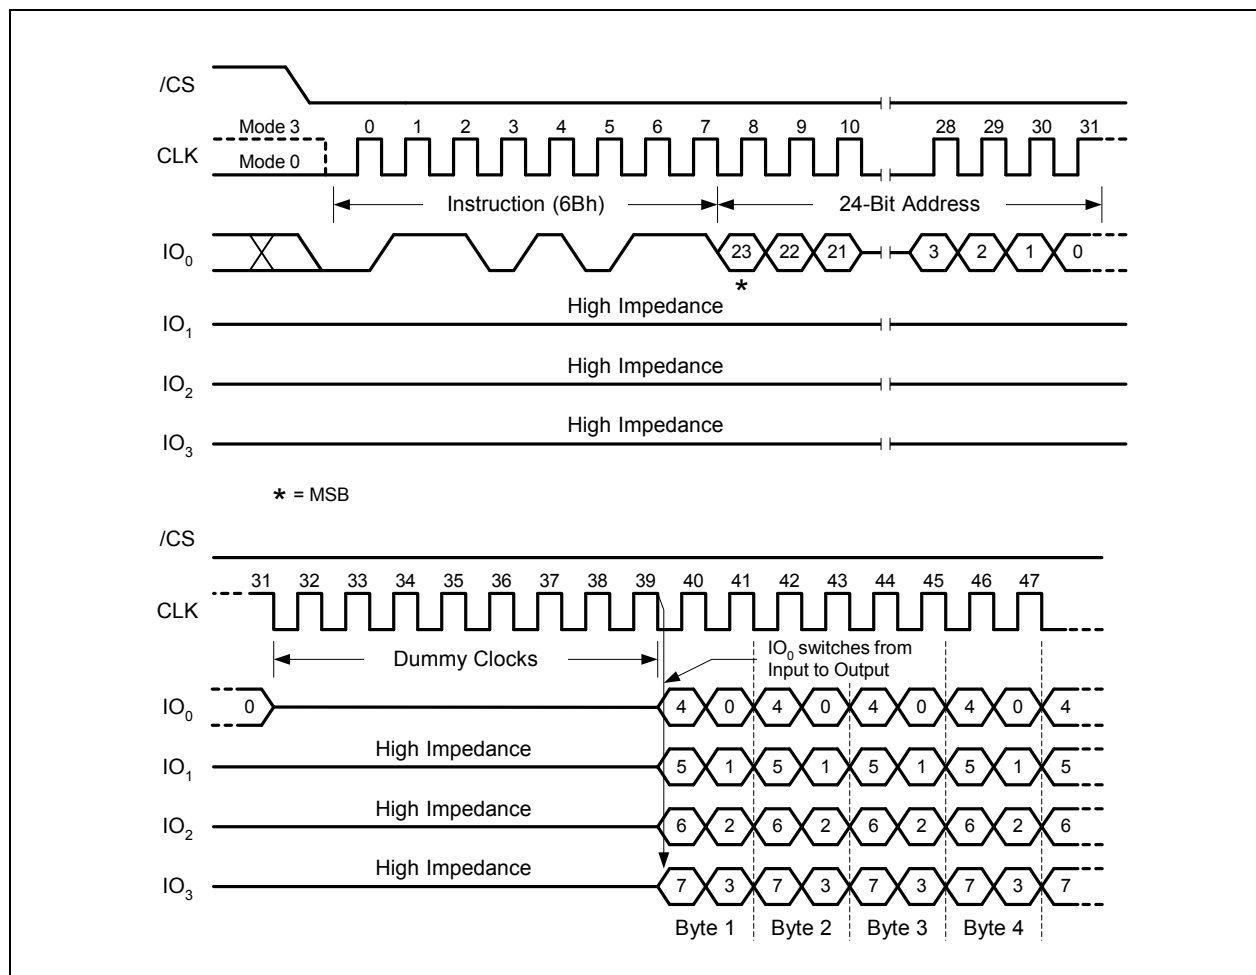 /CS
Mode 3 0 1 2 3 4 5 6 7 8 9 10 28 29 30 31
CLK
Mode 0
Instruction (6Bh) 24-Bit Address
IO0 23 22 21 3 2 1 0
*
High Impedance
IO1
High Impedance
IO2
High Impedance
IO3
* = MSB
/CS
31 32 33 34 35 36 37 38 39 40 41 42 43 44 45 46 47
CLK
Dummy Clocks
IO0 switches from
Input to Output
IO0 0 4 0 4 0 4 0 4 0 4
High Impedance
IO1 5 1 5 1 5 1 5 1 5
High Impedance
IO2 6 2 6 2 6 2 6 2 6
High Impedance
IO3 7 3 7 3 7 3 7 3 7
Byte 1 Byte 2 Byte 3 Byte 4